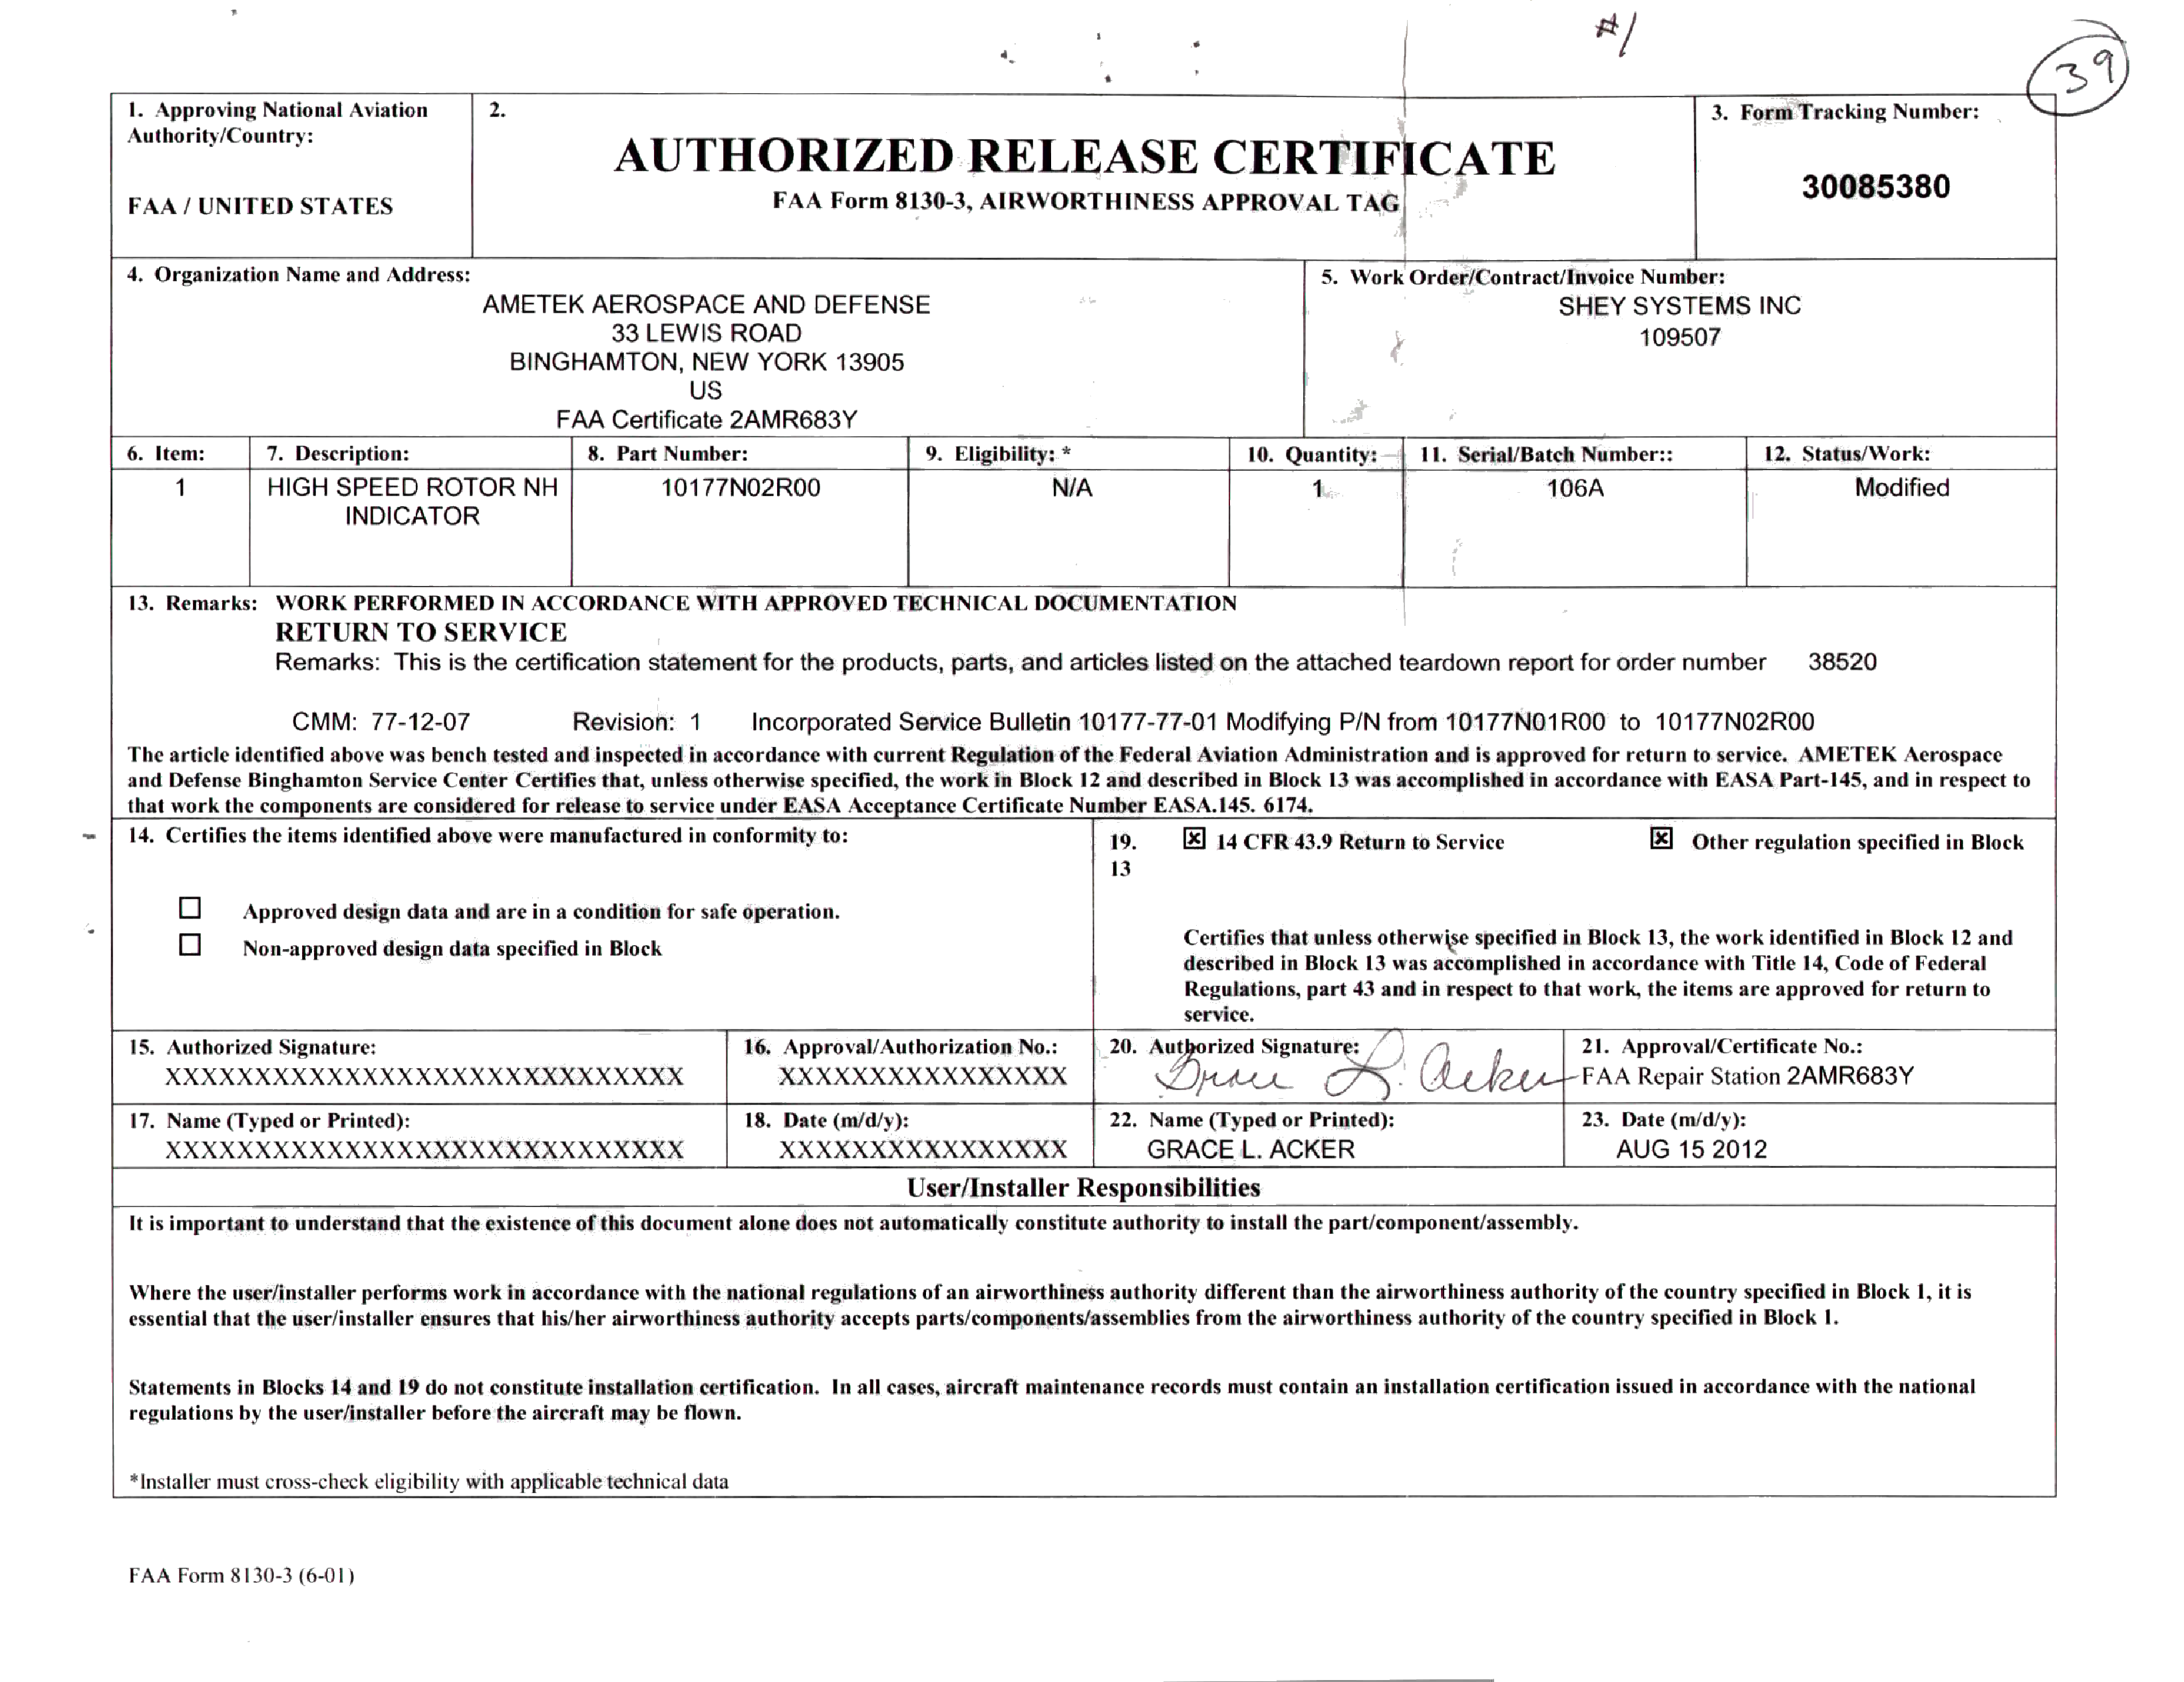 #1
39
1. Approving National Aviation
Authority/Country:
FAA / UNITED STATES
2.
AUTHORIZED RELEASE CERTIFICATE
FAA Form 8130-3, AIRWORTHINESS APPROVAL TAG
3. Form Tracking Number:
30085380
4. Organization Name and Address:
AMETEK AEROSPACE AND DEFENSE
33 LEWIS ROAD
BINGHAMTON, NEW YORK 13905
US
FAA Certificate 2AMR683Y
5. Work Order/Contract/Invoice Number:
SHEY SYSTEMS INC
109507
6. Item: 7. Description: 8. Part Number: 9. Eligibility: * 10. Quantity: 11. Serial/Batch Number:: 12. Status/Work:
1 HIGH SPEED ROTOR NH 10177N02R00 N/A 1 106A Modified
INDICATOR
13. Remarks: WORK PERFORMED IN ACCORDANCE WITH APPROVED TECHNICAL DOCUMENTATION
RETURN TO SERVICE
Remarks: This is the certification statement for the products, parts, and articles listed on the attached teardown report for order number 38520
CMM: 77-12-07 Revision: 1 Incorporated Service Bulletin 10177-77-01 Modifying P/N from 10177N01R00 to 10177N02R00
The article identified above was bench tested and inspected in accordance with current Regulation of the Federal Aviation Administration and is approved for return to service. AMETEK Aerospace
and Defense Binghamton Service Center Certifies that, unless otherwise specified, the work in Block 12 and described in Block 13 was accomplished in accordance with EASA Part-145, and in respect to
that work the components are considered for release to service under EASA Acceptance Certificate Number EASA.145. 6174.
14. Certifies the items identified above were manufactured in conformity to:
Approved design data and are in a condition for safe operation.
Non-approved design data specified in Block
19. 14 CFR 43.9 Return to Service Other regulation specified in Block
13
Certifies that unless otherwise specified in Block 13, the work identified in Block 12 and
described in Block 13 was accomplished in accordance with Title 14, Code of Federal
Regulations, part 43 and in respect to that work, the items are approved for return to
service.
15. Authorized Signature:
XXXXXXXXXXXXXXXXXXXXXXXXXXXXX
16. Approval/Authorization No.:
XXXXXXXXXXXXXXXX
20. Authorized Signature:
Grace L. Acker
21. Approval/Certificate No.:
FAA Repair Station 2AMR683Y
17. Name (Typed or Printed):
XXXXXXXXXXXXXXXXXXXXXXXXXXXXX
18. Date (m/d/y):
XXXXXXXXXXXXXXXX
22. Name (Typed or Printed):
GRACE L. ACKER
23. Date (m/d/y):
AUG 15 2012
User/Installer Responsibilities
It is important to understand that the existence of this document alone does not automatically constitute authority to install the part/component/assembly.
Where the user/installer performs work in accordance with the national regulations of an airworthiness authority different than the airworthiness authority of the country specified in Block 1, it is
essential that the user/installer ensures that his/her airworthiness authority accepts parts/components/assemblies from the airworthiness authority of the country specified in Block 1.
Statements in Blocks 14 and 19 do not constitute installation certification. In all cases, aircraft maintenance records must contain an installation certification issued in accordance with the national
regulations by the user/installer before the aircraft may be flown.
*Installer must cross-check eligibility with applicable technical data
FAA Form 8130-3 (6-01)